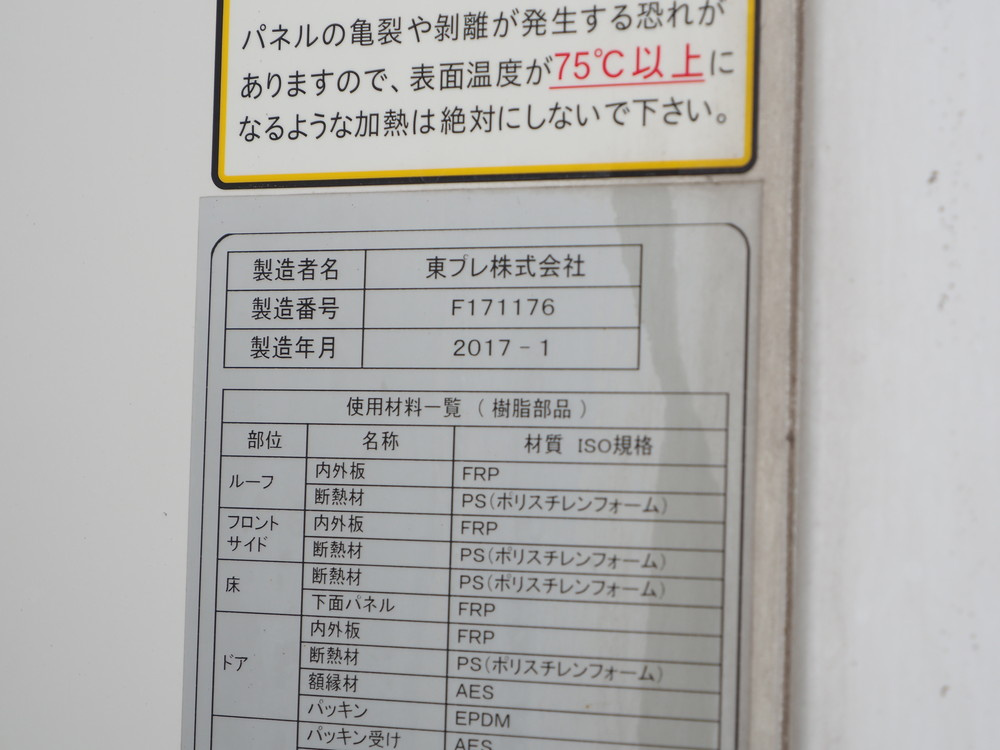 パネルの亀裂や剥離が発生する恐れが
ありますので、表面温度が75℃以上に
なるような加熱は絶対にしないで下さい。
製造者名 東プレ株式会社
製造番号 F171176
製造年月 2017-1
使用材料一覧（樹脂部品）
部位 名称 材質 ISO規格
ルーフ 内外板 FRP
断熱材 PS(ポリスチレンフォーム)
フロント
サイド 内外板 FRP
断熱材 PS(ポリスチレンフォーム)
床 断熱材 PS(ポリスチレンフォーム)
下面パネル FRP
ドア 内外板 FRP
断熱材 PS(ポリスチレンフォーム)
額縁材 AES
パッキン EPDM
パッキン受け AES